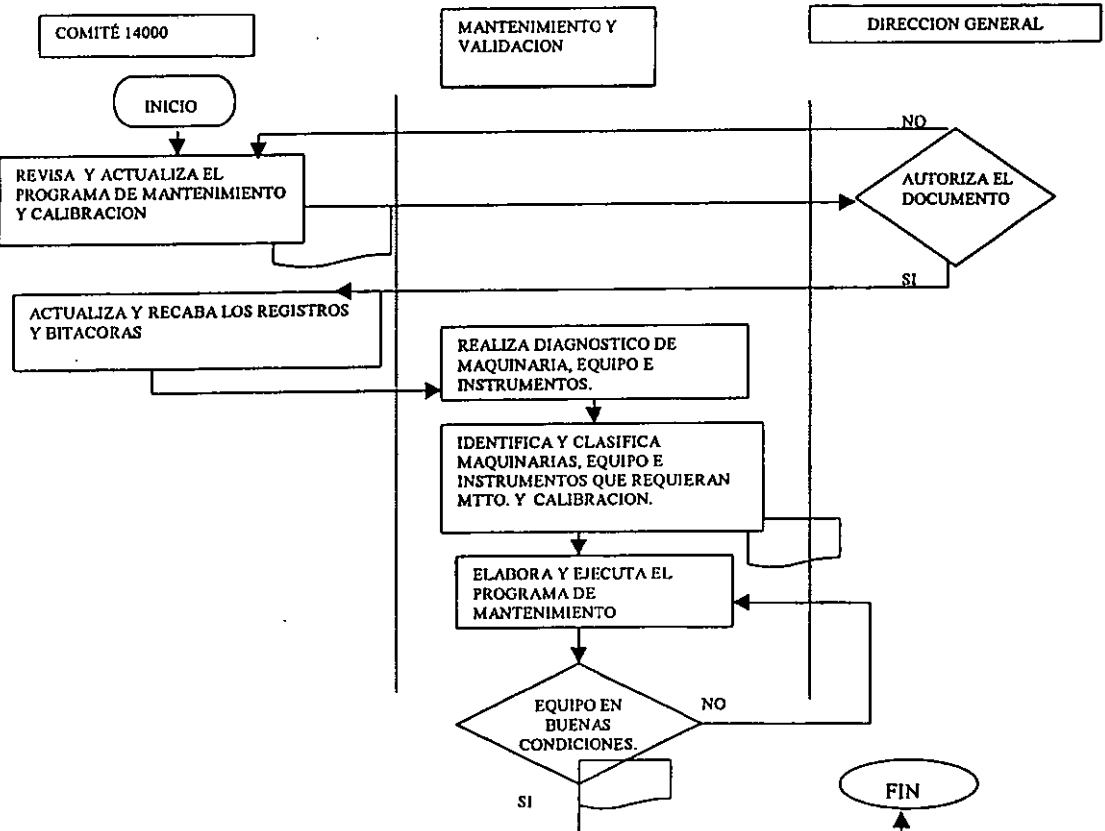 COMITÉ 14000
MANTENIMIENTO Y
VALIDACION
DIRECCION GENERAL
INICIO
NO
REVISA Y ACTUALIZA EL
PROGRAMA DE MANTENIMIENTO
Y CALIBRACION
AUTORIZA EL
DOCUMENTO
SI
ACTUALIZA Y RECABA LOS REGISTROS
Y BITACORAS
REALIZA DIAGNOSTICO DE
MAQUINARIA, EQUIPO E
INSTRUMENTOS.
IDENTIFICA Y CLASIFICA
MAQUINARIAS, EQUIPO E
INSTRUMENTOS QUE REQUIERAN
MTTO. Y CALIBRACION.
ELABORA Y EJECUTA EL
PROGRAMA DE
MANTENIMIENTO
EQUIPO EN
BUENAS
CONDICIONES.
NO
SI
FIN